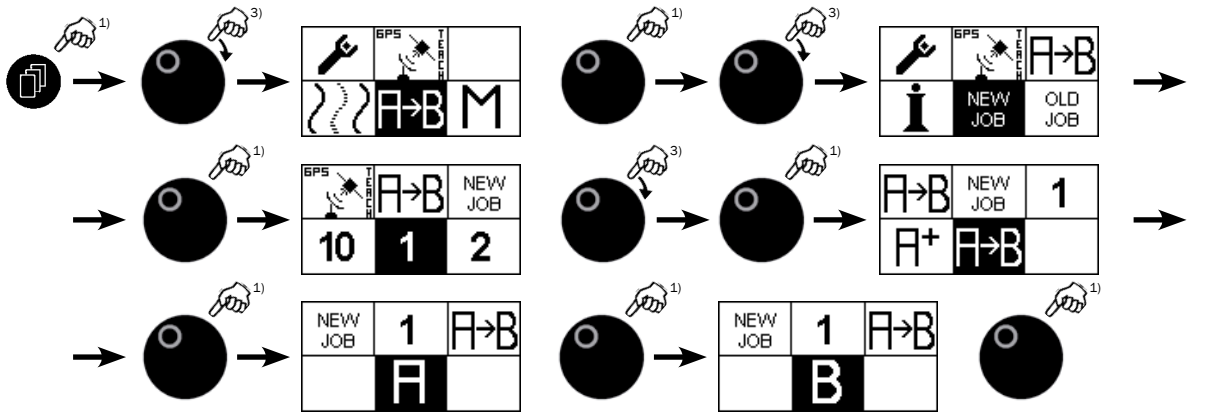 1) 3) 1) 3)
GPS TEACH GPS TEACH A→B
A→B M i NEW JOB OLD JOB
1) 3) 1)
GPS TEACH A→B NEW JOB A→B NEW JOB 1
10 1 2 A+ A→B
1) 1) 1)
NEW JOB 1 A→B NEW JOB 1 A→B
A B